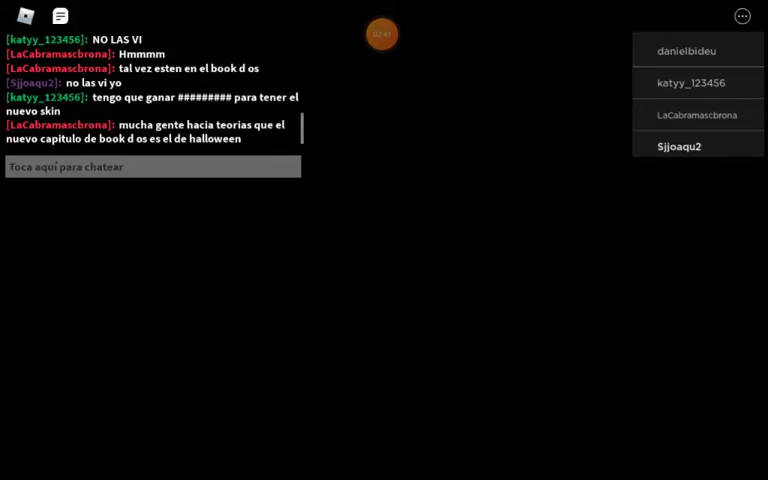 [katyy_123456]: NO LAS VI
[LaCabramascbrona]: Hmmmm
[LaCabramascbrona]: tal vez esten en el book d os
[Sjjoaqu2]: no las vi yo
[katyy_123456]: tengo que ganar ######### para tener el
nuevo skin
[LaCabramascbrona]: mucha gente hacia teorias que el
nuevo capitulo de book d os es el de halloween
Toca aquí para chatear
02:41
danielbideu
katyy_123456
LaCabramascbrona
Sjjoaqu2